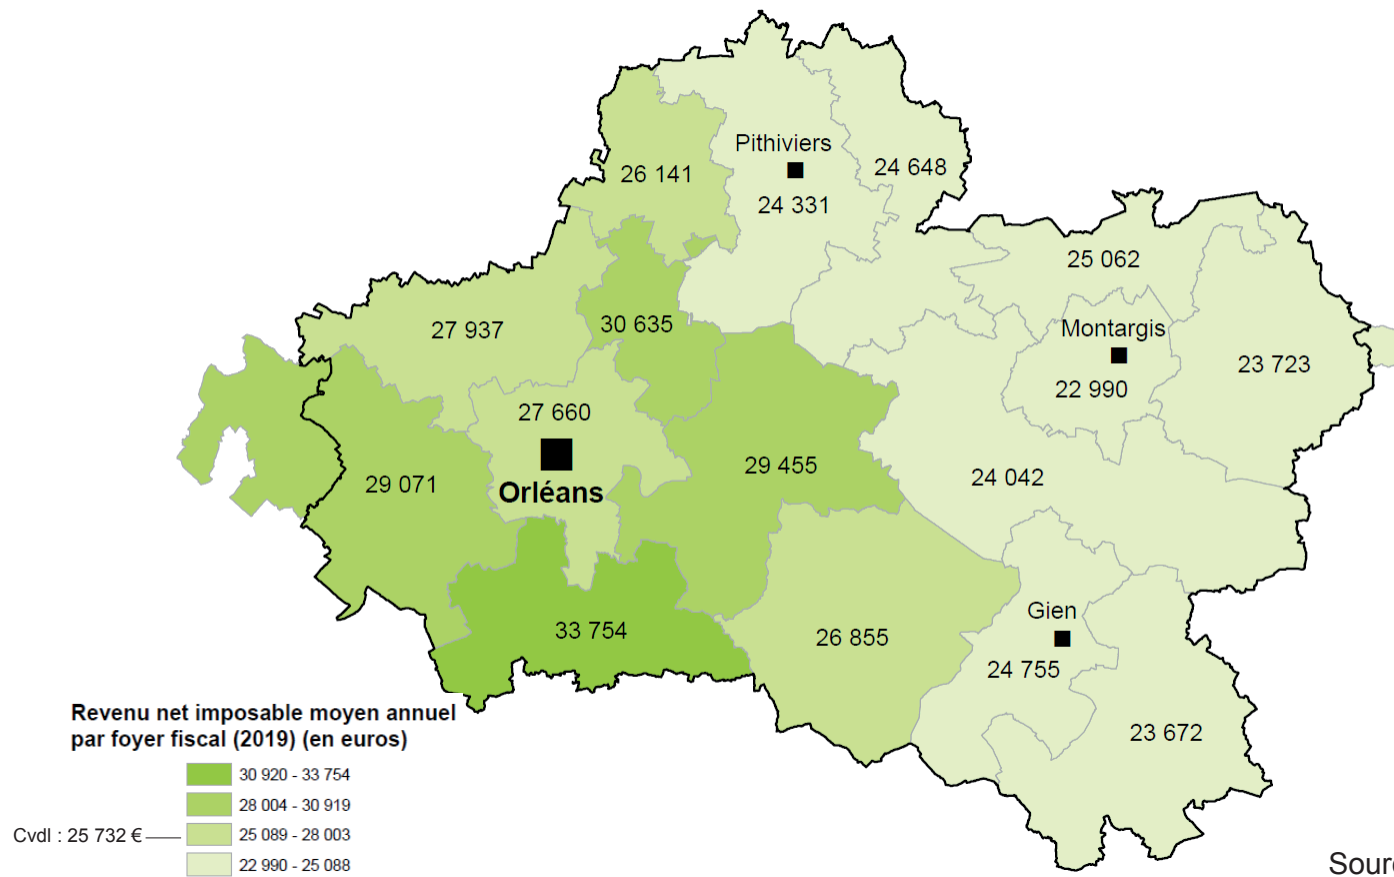 Pithiviers
26 141
24 648
24 331
25 062
27 937
30 635
Montargis
23 723
22 990
27 660
29 455
24 042
29 071
Orléans
Gien
33 754
26 855
24 755
23 672
Revenu net imposable moyen annuel
par foyer fiscal (2019) (en euros)
30 920 - 33 754
28 004 - 30 919
Cvdl : 25 732 €
25 089 - 28 003
22 990 - 25 088
Sour